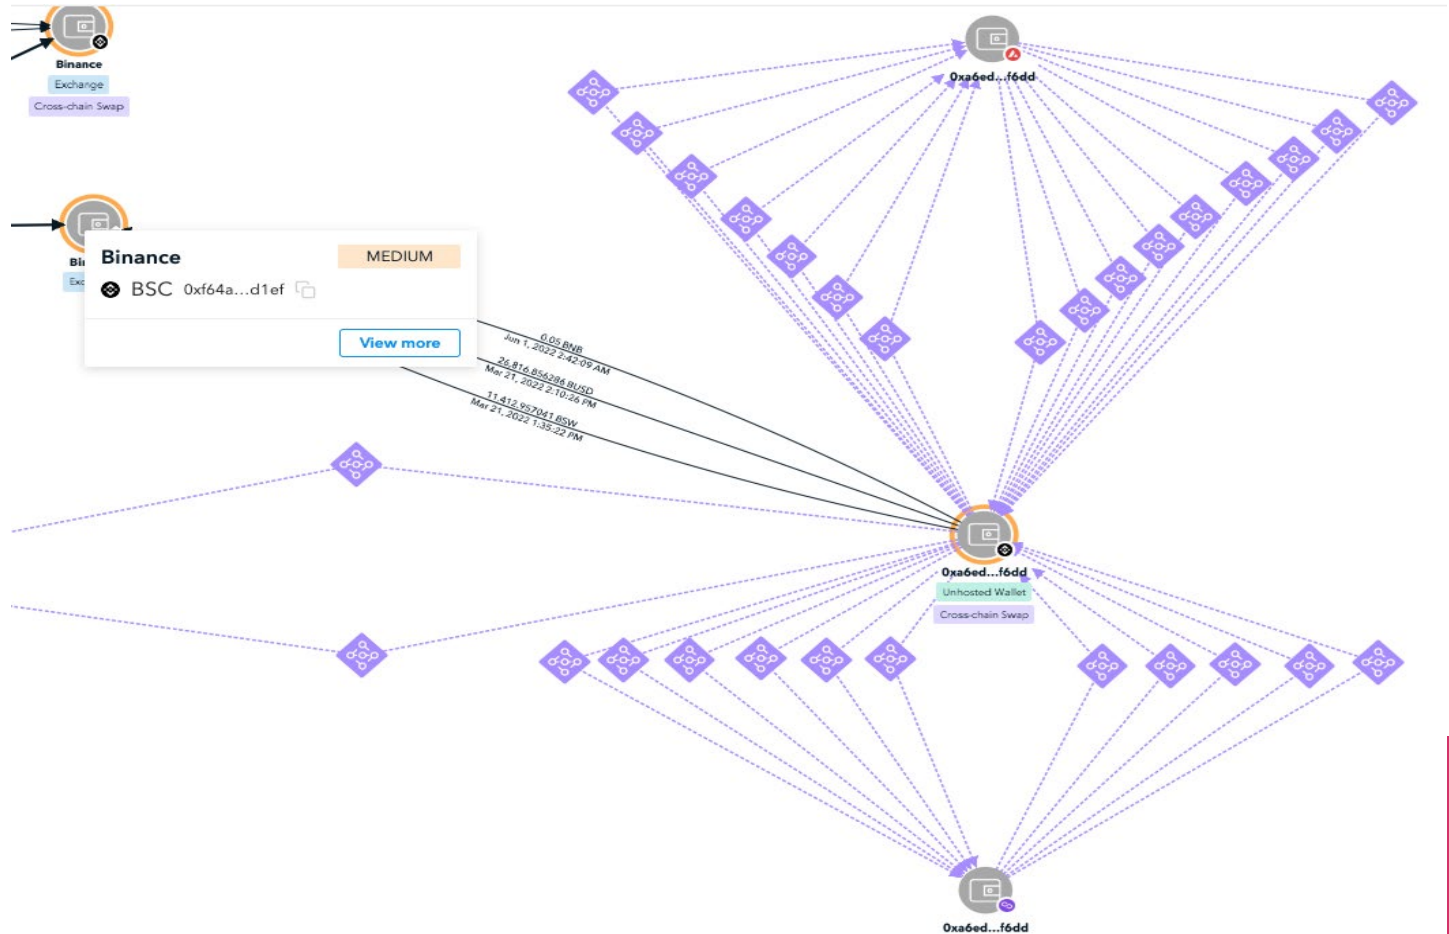 Binance
Exchange
Cross-chain Swap
0xa6ed...f6dd
Binance
MEDIUM
BSC 0xf64a...d1ef
View more
0.05 BNB
Jun 1, 2022 2:42:09 AM
26,816.856286 BUSD
Mar 21, 2022 2:10:26 PM
11,412.957041 BSW
Mar 21, 2022 1:35:22 PM
0xa6ed...f6dd
Unhosted Wallet
Cross-chain Swap
0xa6ed...f6dd